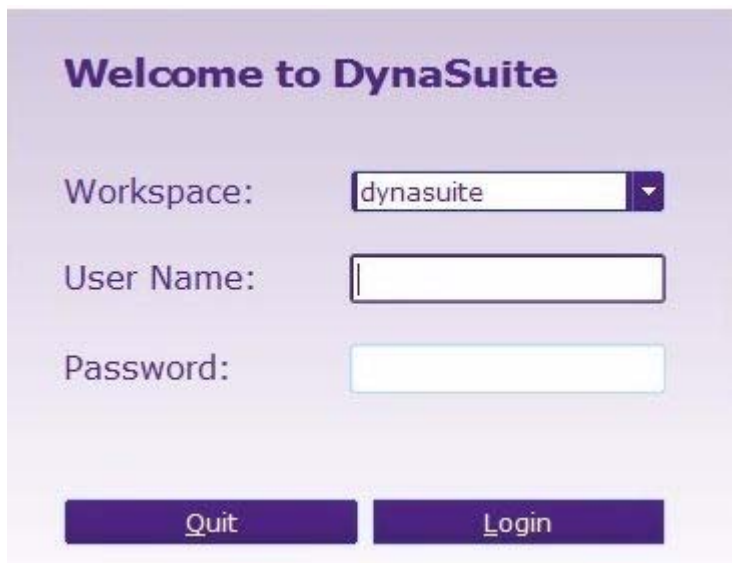 Welcome to DynaSuite
Workspace: dynasuite
User Name:
Password:
Quit Login